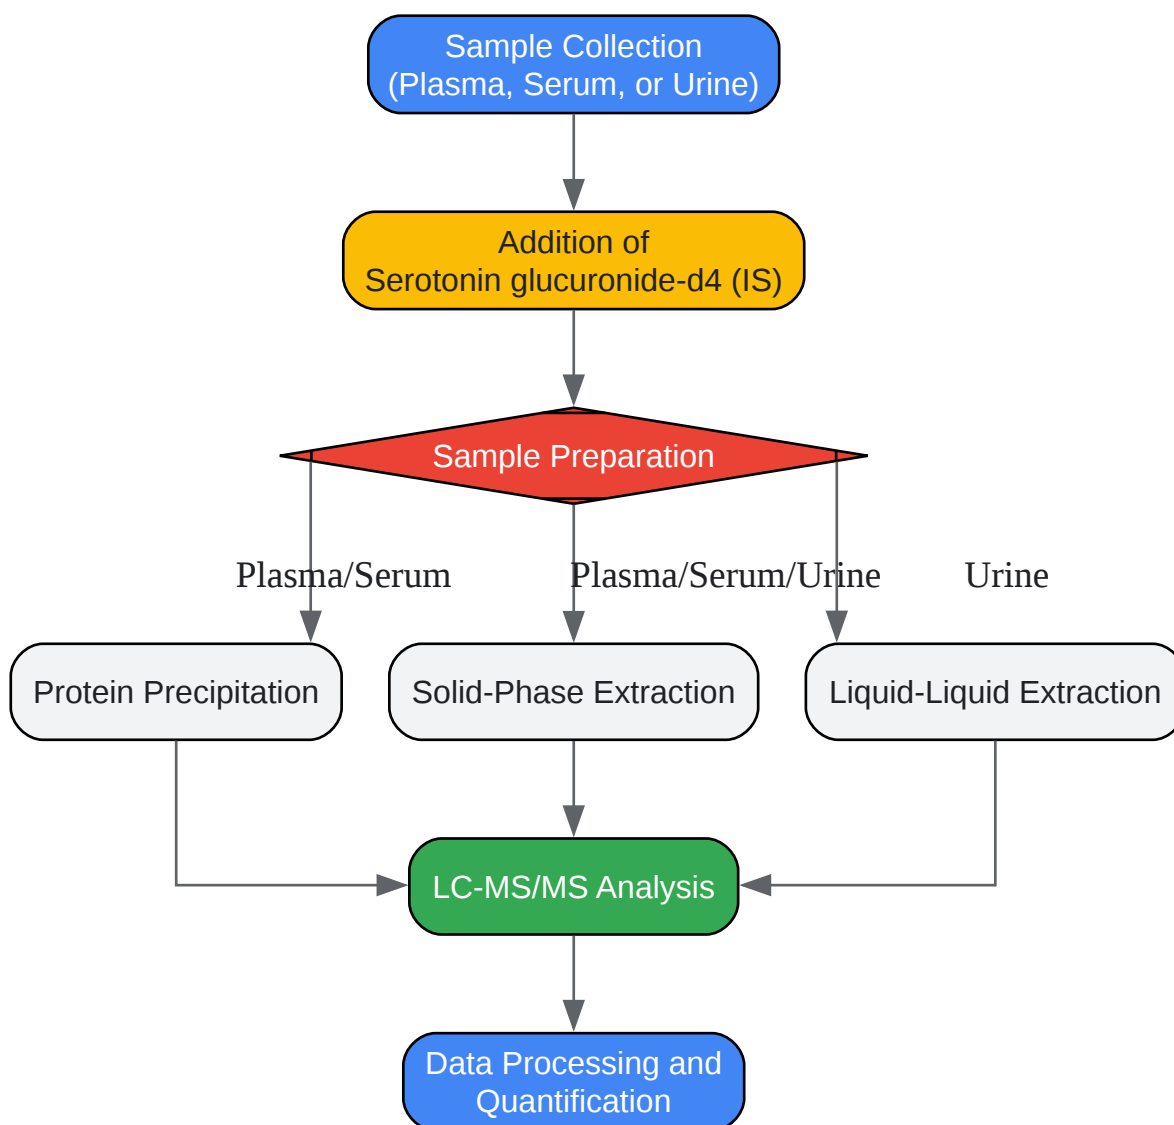 Sample Collection
(Plasma, Serum, or Urine)
Addition of
Serotonin glucuronide-d4 (IS)
Sample Preparation
Plasma/Serum
Plasma/Serum/Urine
Urine
Protein Precipitation
Solid-Phase Extraction
Liquid-Liquid Extraction
LC-MS/MS Analysis
Data Processing and
Quantification